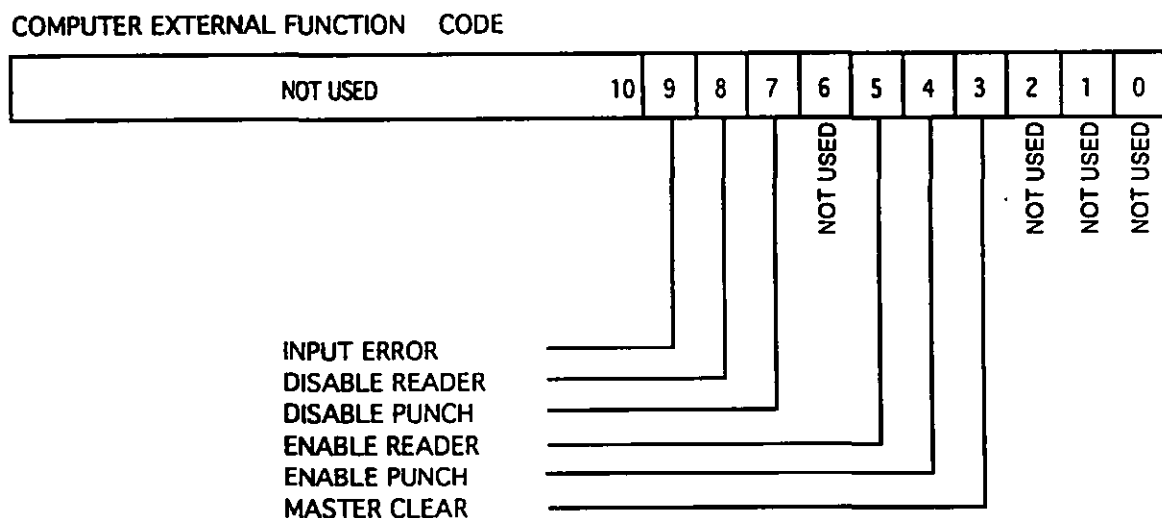 COMPUTER EXTERNAL FUNCTION CODE
NOT USED 10 9 8 7 6 5 4 3 2 1 0
NOT USED
NOT USED
NOT USED
NOT USED
INPUT ERROR
DISABLE READER
DISABLE PUNCH
ENABLE READER
ENABLE PUNCH
MASTER CLEAR